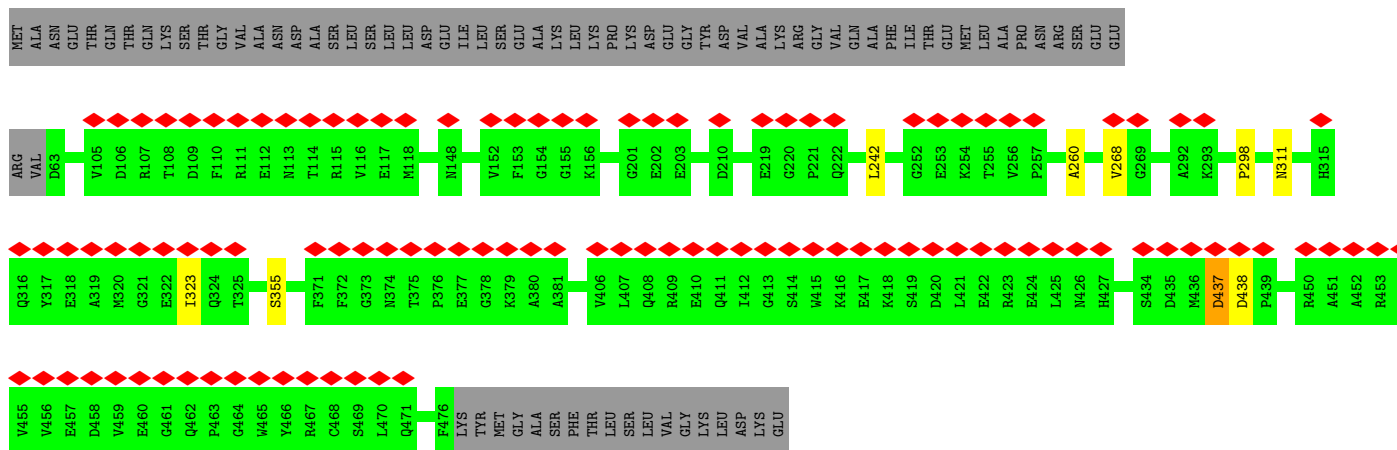 MET ALA ASN GLU THR GLN THR GLN LYS SER THR GLY VAL ALA ASN ASP ALA SER LEU SER LEU LEU ASP GLU ILE LEU SER GLU ALA LYS LEU LYS PRO LYS ASP GLU GLY TYR ASP VAL ALA LYS ARG GLY VAL GLN ALA PHE ILE THR GLU MET LEU ALA PRO ASN ARG SER GLU GLU
ARG VAL D63 V105 D106 R107 T108 D109 F110 R111 E112 N113 T114 R115 V116 E117 M118 N148 V152 F153 G154 G155 K156 G201 E202 E203 D210 E219 G220 P221 Q222 L242 G252 E253 K254 T255 V256 P257 A260 V268 G269 A292 K293 P298 N311 H315
Q316 Y317 E318 A319 M320 G321 E322 I323 Q324 T325 S355 F371 F372 G373 N374 T375 P376 E377 G378 K379 A380 A381 V406 L407 Q408 R409 E410 Q411 I412 G413 S414 W415 K416 E417 K418 S419 D420 L421 E422 R423 E424 L425 N426 H427 S434 D435 M436 D437 D438 P439 R450 A451 A452 R453
V455 V456 E457 D458 V459 E460 G461 Q462 P463 G464 W465 Y466 R467 C468 S469 L470 Q471 F476 LYS TYR MET GLY ALA SER PHE THR LEU SER LEU VAL GLY LYS LEU ASP LYS GLU